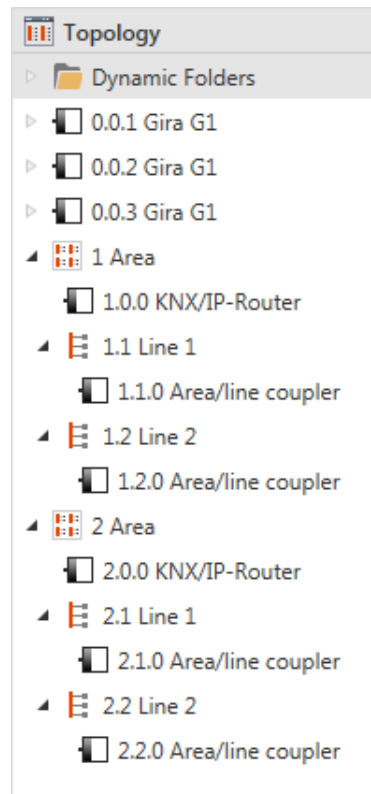 Topology
Dynamic Folders
0.0.1 Gira G1
0.0.2 Gira G1
0.0.3 Gira G1
1 Area
1.0.0 KNX/IP-Router
1.1 Line 1
1.1.0 Area/line coupler
1.2 Line 2
1.2.0 Area/line coupler
2 Area
2.0.0 KNX/IP-Router
2.1 Line 1
2.1.0 Area/line coupler
2.2 Line 2
2.2.0 Area/line coupler